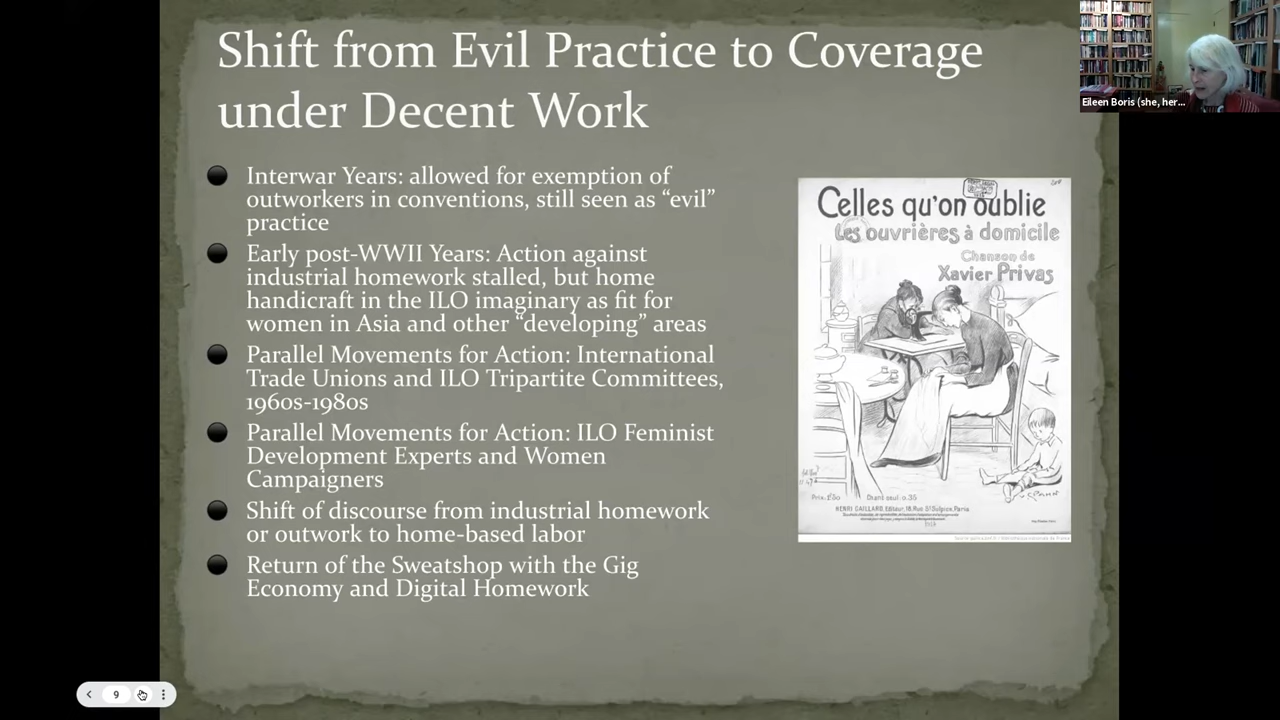 Shift from Evil Practice to Coverage
under Decent Work
Interwar Years: allowed for exemption of
outworkers in conventions, still seen as “evil”
practice
Early post-WWII Years: Action against
industrial homework stalled, but home
handicraft in the ILO imaginary as fit for
women in Asia and other “developing” areas
Parallel Movements for Action: International
Trade Unions and ILO Tripartite Committees,
1960s-1980s
Parallel Movements for Action: ILO Feminist
Development Experts and Women
Campaigners
Shift of discourse from industrial homework
or outwork to home-based labor
Return of the Sweatshop with the Gig
Economy and Digital Homework
Celles qu'on oublie
Les ouvrières à domicile
Chanson de
Xavier Privas
HENRI GAILLARD, Editeur, 18, Rue St Sulpice, Paris
Eileen Boris (she, her...
9